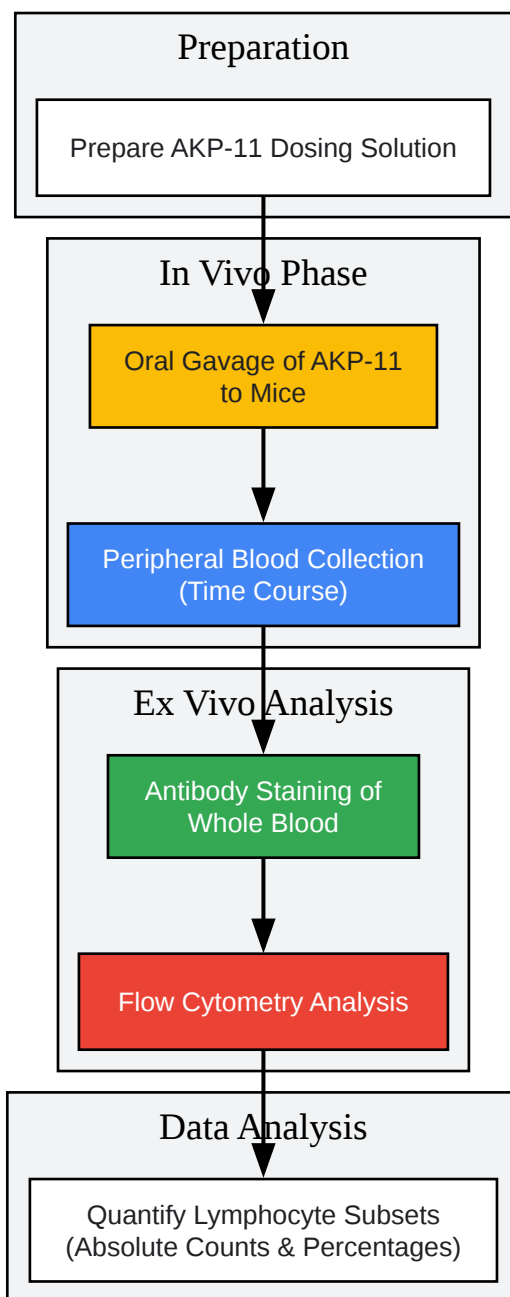 Preparation
Prepare AKP-11 Dosing Solution
In Vivo Phase
Oral Gavage of AKP-11
to Mice
Peripheral Blood Collection
(Time Course)
Ex Vivo Analysis
Antibody Staining of
Whole Blood
Flow Cytometry Analysis
Data Analysis
Quantify Lymphocyte Subsets
(Absolute Counts & Percentages)